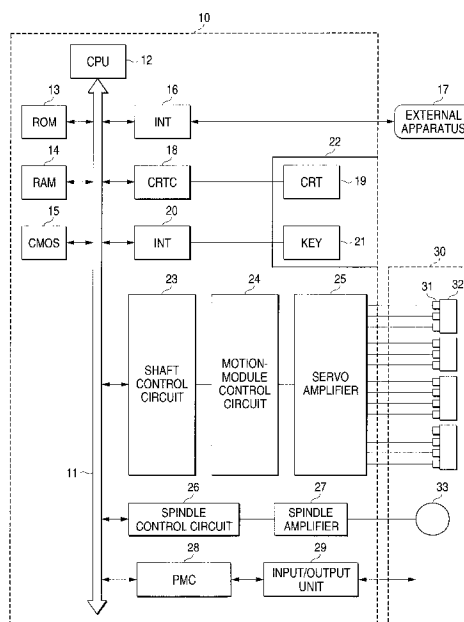 10
CPU
12
13
16
17
ROM
INT
EXTERNAL
APPARATUS
14
18
22
RAM
CRTC
CRT
19
15
20
CMOS
INT
KEY
21
30
23
24
25
31
32
SHAFT
CONTROL
CIRCUIT
MOTION-
MODULE CONTROL
CIRCUIT
SERVO
AMPLIFIER
11
26
27
33
SPINDLE
CONTROL CIRCUIT
SPINDLE
AMPLIFIER
28
29
PMC
INPUT/OUTPUT
UNIT